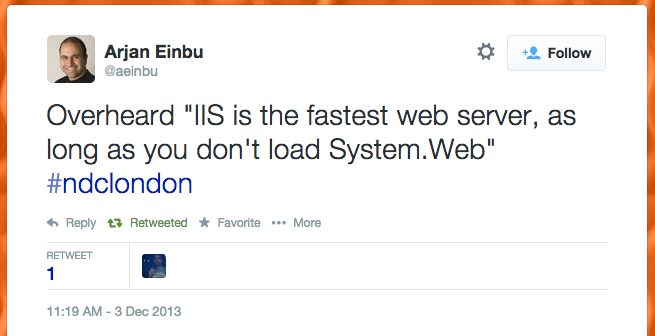 Arjan Einbu
@aeinbu
Follow
Overheard "IIS is the fastest web server, as
long as you don't load System.Web"
#ndclondon
Reply Retweeted Favorite More
RETWEET
1
11:19 AM - 3 Dec 2013